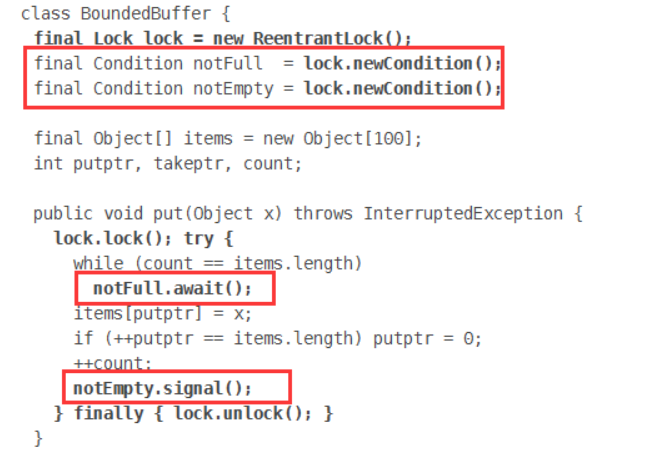 class BoundedBuffer {
final Lock lock = new ReentrantLock();
final Condition notFull  = lock.newCondition();
final Condition notEmpty = lock.newCondition();
final Object[] items = new Object[100];
int putptr, takeptr, count;
public void put(Object x) throws InterruptedException {
lock.lock(); try {
while (count == items.length)
notFull.await();
items[putptr] = x;
if (++putptr == items.length) putptr = 0;
++count;
notEmpty.signal();
} finally { lock.unlock(); }
}